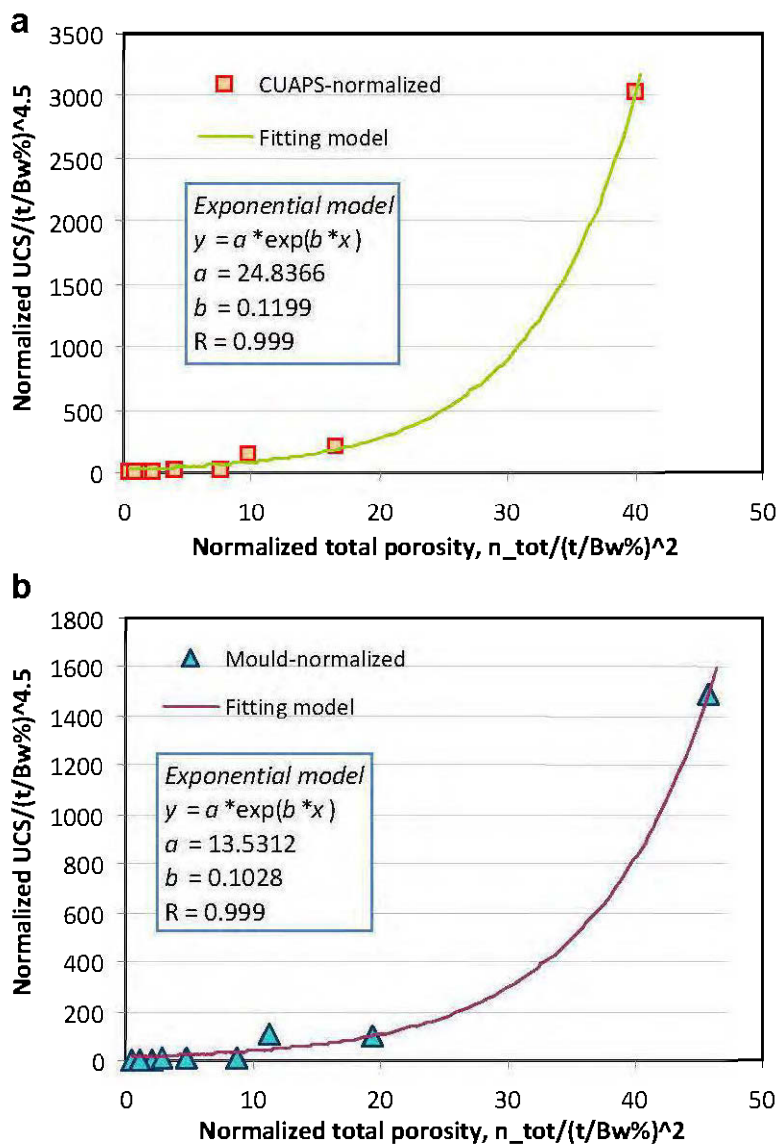 a
3500
3000
2500
2000
1500
1000
500
0
Normalized UCS/(t/Bw%)^4.5
CUAPS-normalized
Fitting model
Exponential model
y = a*exp(b*x)
a = 24.8366
b = 0.1199
R = 0.999
0 10 20 30 40 50
Normalized total porosity, n_tot/(t/Bw%)^2
b
1800
1600
1400
1200
1000
800
600
400
200
0
Normalized UCS/(t/Bw%)^4.5
Mould-normalized
Fitting model
Exponential model
y = a*exp(b*x)
a = 13.5312
b = 0.1028
R = 0.999
0 10 20 30 40 50
Normalized total porosity, n_tot/(t/Bw%)^2